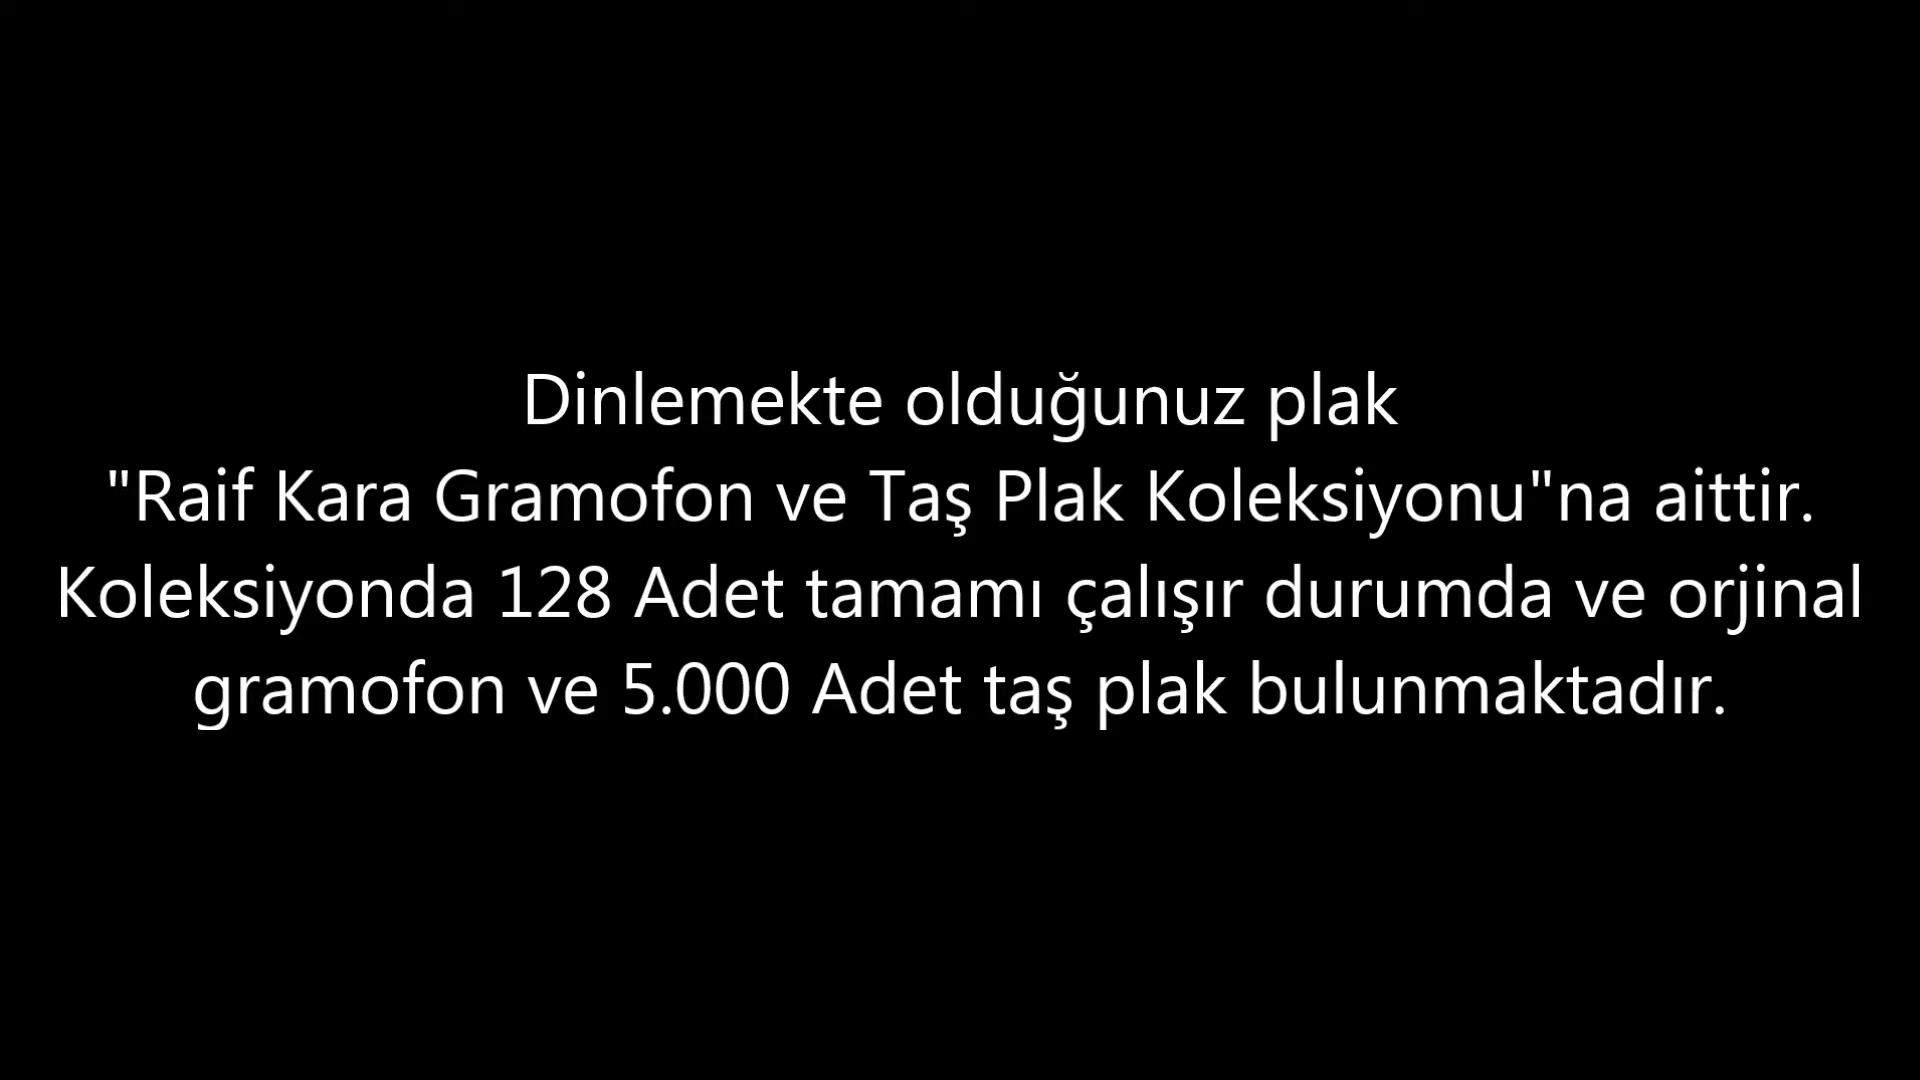 Dinlemekte olduğunuz plak
"Raif Kara Gramofon ve Taş Plak Koleksiyonu"na aittir.
Koleksiyonda 128 Adet tamamı çalışır durumda ve orjinal
gramofon ve 5.000 Adet taş plak bulunmaktadır.